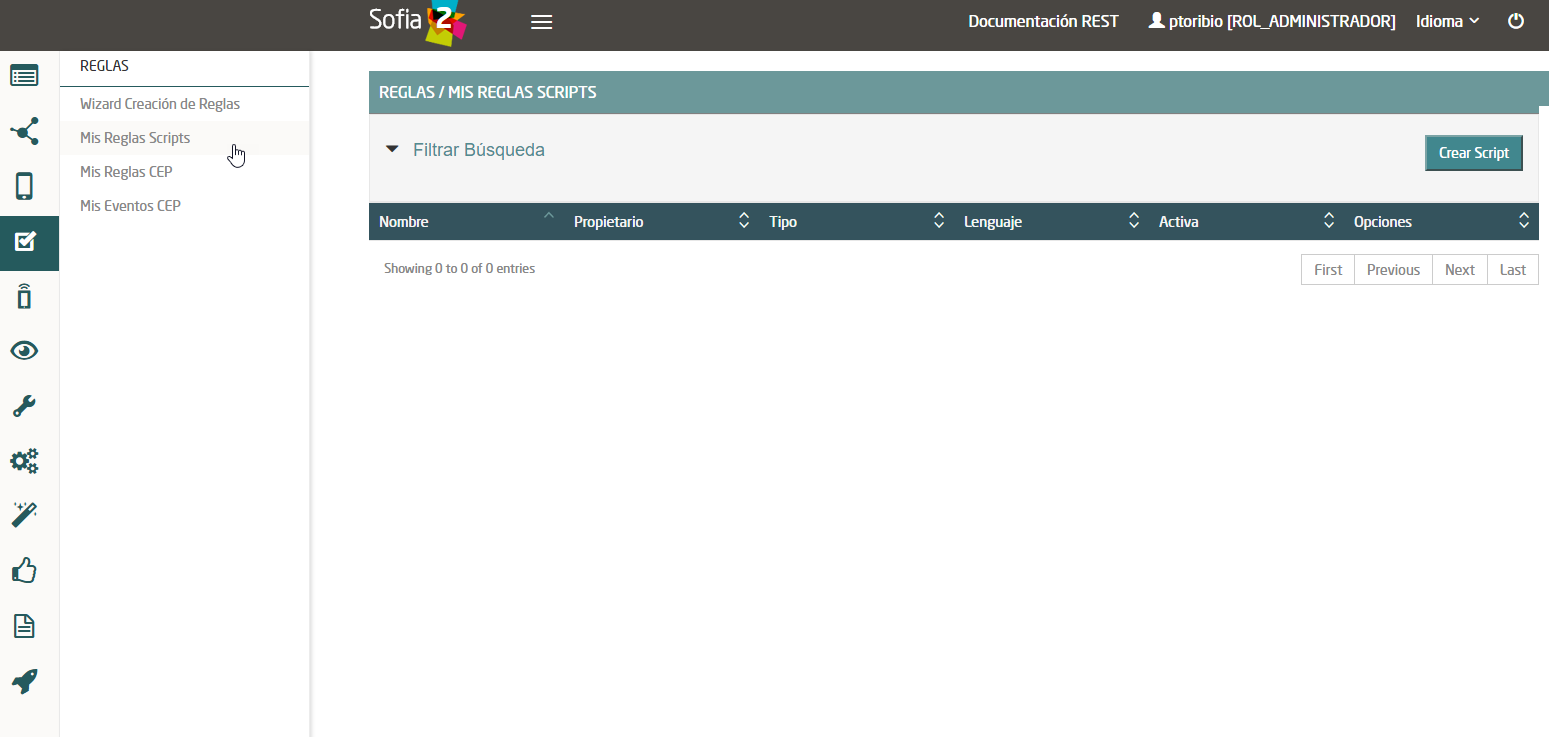 Sofia 2
Documentación REST ptoribio [ROL_ADMINISTRADOR] Idioma
REGLAS
Wizard Creación de Reglas
Mis Reglas Scripts
Mis Reglas CEP
Mis Eventos CEP
REGLAS / MIS REGLAS SCRIPTS
Filtrar Búsqueda
Crear Script
Nombre Propietario Tipo Lenguaje Activa Opciones
Showing 0 to 0 of 0 entries
First Previous Next Last